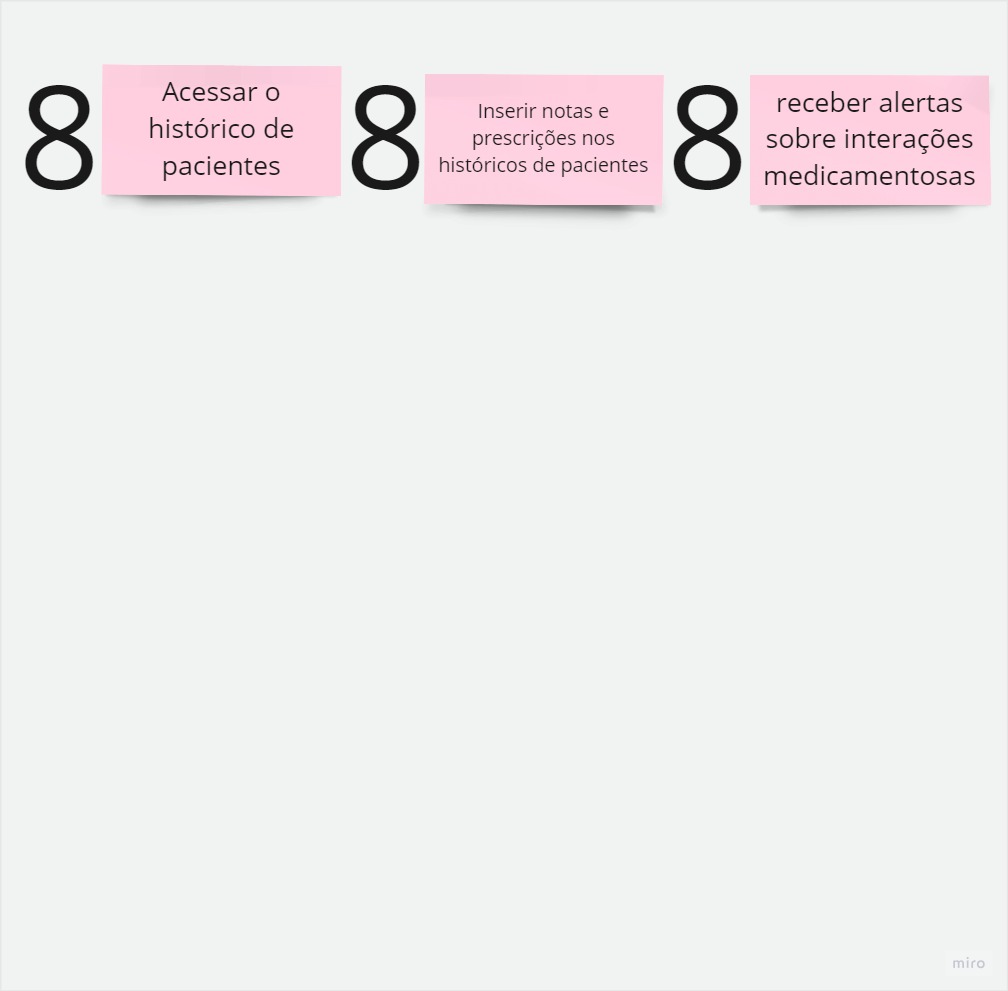 8
Acessar o
histórico de
pacientes
8
Inserir notas e
prescrições nos
históricos de pacientes
8
receber alertas
sobre interações
medicamentosas
miro